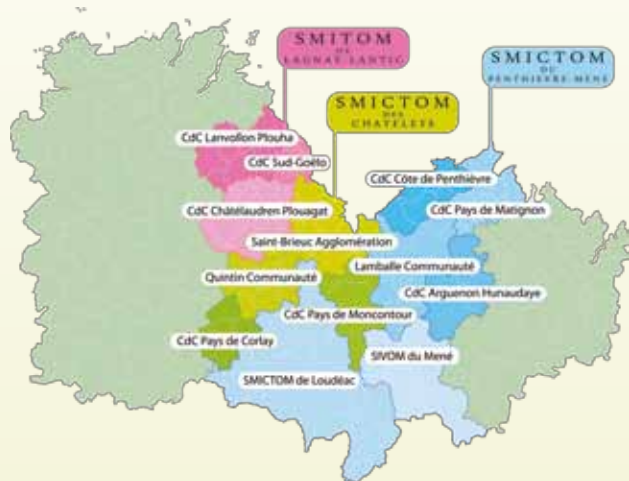 SMITOM
DE
LAUNAY LANTIC
SMICTOM
DU
PENTHIEVRE MENE
SMICTOM
DES
CHATELETS
CdC Lanvollon Plouha
CdC Sud-Goëlo
CdC Côte de Penthièvre
CdC Châtelaudren Plouagat
CdC Pays de Matignon
Saint-Brieuc Agglomération
Lamballe Communauté
Quintin Communauté
CdC Arguenon Hunaudaye
CdC Pays de Moncontour
CdC Pays de Corlay
SIVOM du Mené
SMICTOM de Loudéac